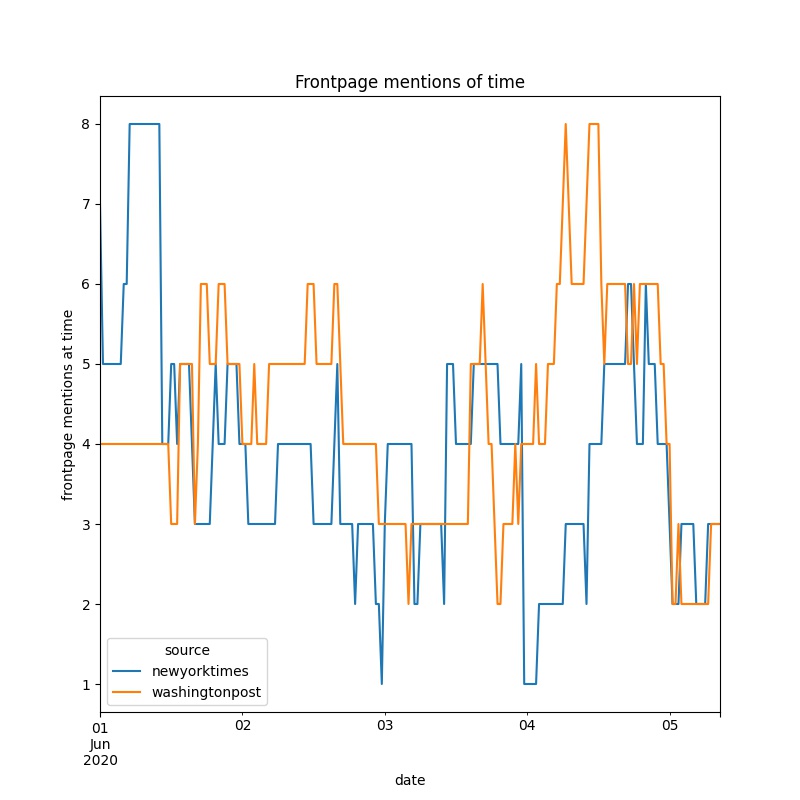 Frontpage mentions of time
frontpage mentions at time
8
7
6
5
4
3
2
1
source
newyorktimes
washingtonpost
01
Jun
2020
02
03
04
05
date